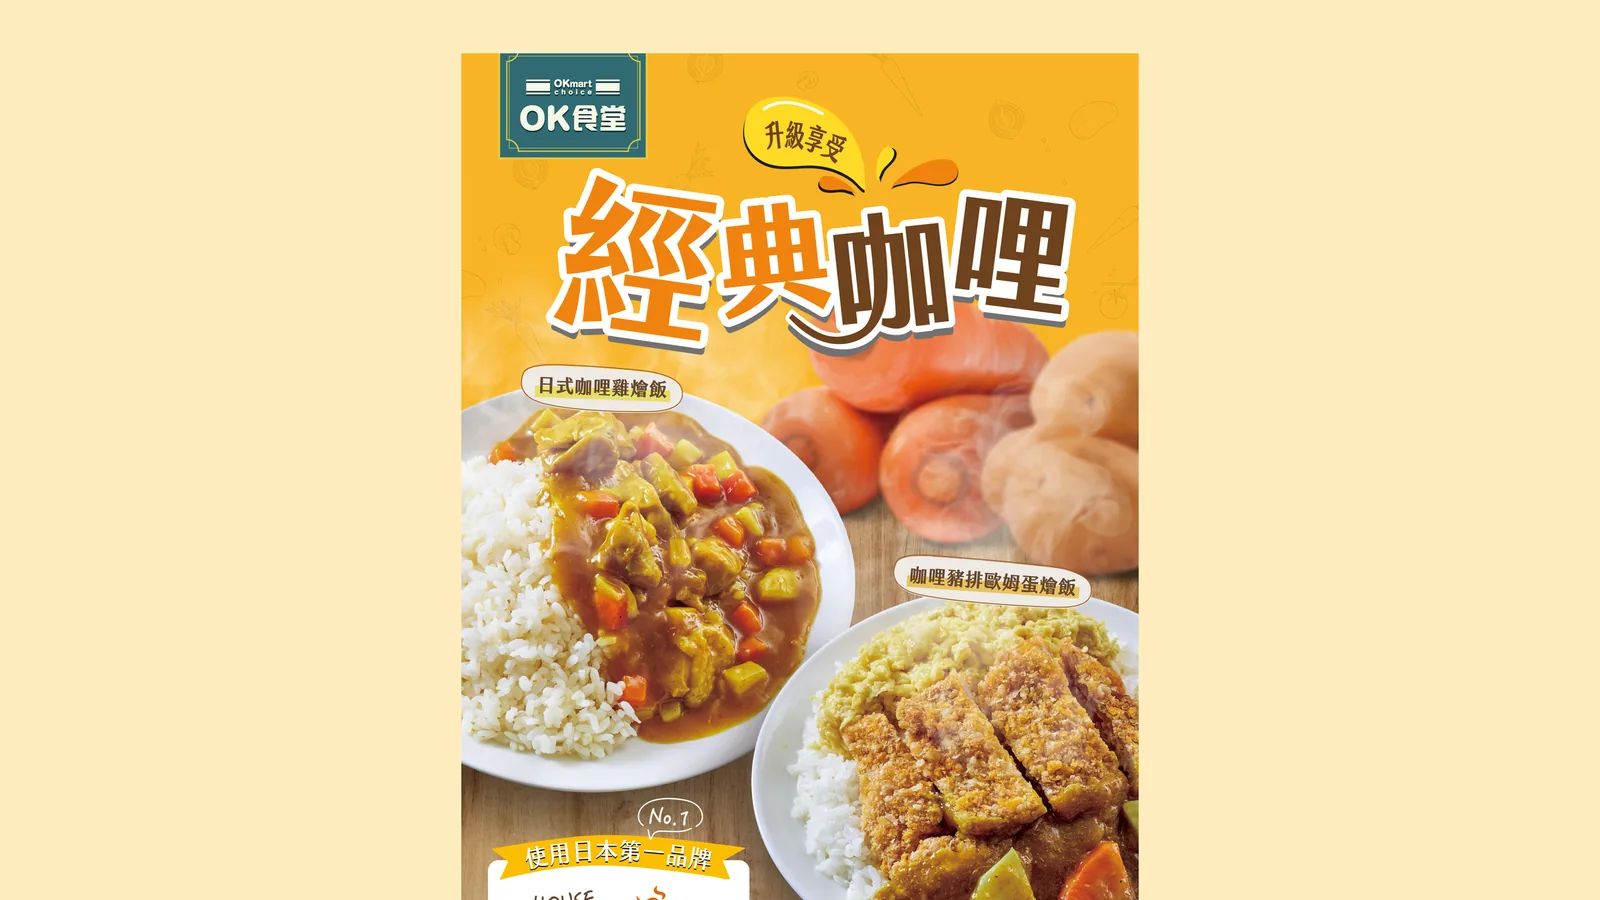 OKmart
choice
OK食堂
升級享受
經典咖哩
日式咖哩雞燴飯
咖哩豬排歐姆蛋燴飯
No.1
使用日本第一品牌
HOUSE